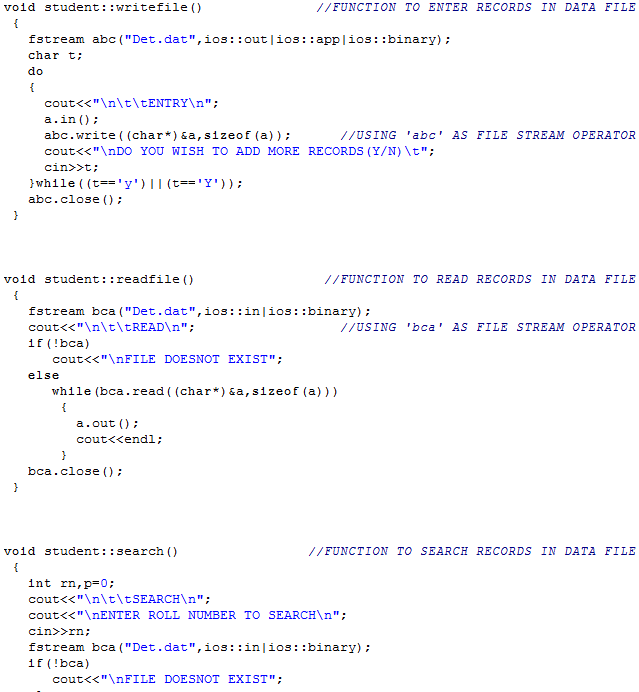 void student::writefile() //FUNCTION TO ENTER RECORDS IN DATA FILE
{
fstream abc("Det.dat",ios::out|ios::app|ios::binary);
char t;
do
{
cout<<"\n\t\tENTRY\n";
a.in();
abc.write((char*)&a,sizeof(a)); //USING 'abc' AS FILE STREAM OPERATOR
cout<<"\nDO YOU WISH TO ADD MORE RECORDS(Y/N)\t";
cin>>t;
}while((t=='y')||(t=='Y'));
abc.close();
}
void student::readfile() //FUNCTION TO READ RECORDS IN DATA FILE
{
fstream bca("Det.dat",ios::in|ios::binary);
cout<<"\n\t\tREAD\n"; //USING 'bca' AS FILE STREAM OPERATOR
if(!bca)
cout<<"\nFILE DOESNOT EXIST";
else
while(bca.read((char*)&a,sizeof(a)))
{
a.out();
cout<<endl;
}
bca.close();
}
void student::search() //FUNCTION TO SEARCH RECORDS IN DATA FILE
{
int rn,p=0;
cout<<"\n\t\tSEARCH\n";
cout<<"\nENTER ROLL NUMBER TO SEARCH\n";
cin>>rn;
fstream bca("Det.dat",ios::in|ios::binary);
if(!bca)
cout<<"\nFILE DOESNOT EXIST";